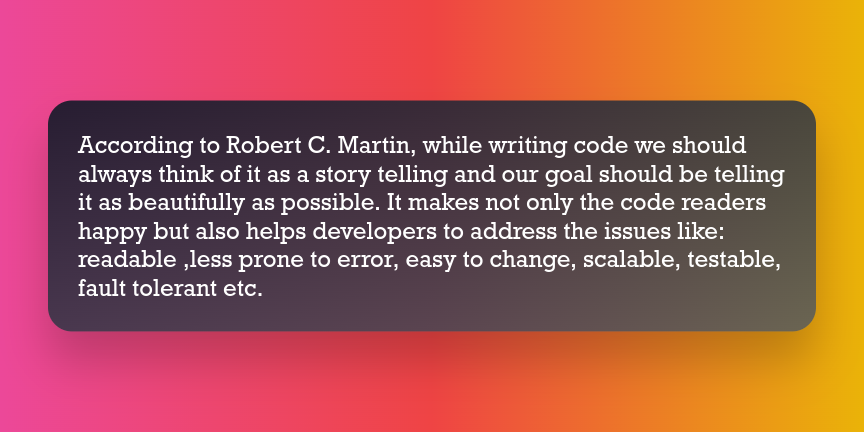 According to Robert C. Martin, while writing code we should
always think of it as a story telling and our goal should be telling
it as beautifully as possible. It makes not only the code readers
happy but also helps developers to address the issues like:
readable ,less prone to error, easy to change, scalable, testable,
fault tolerant etc.